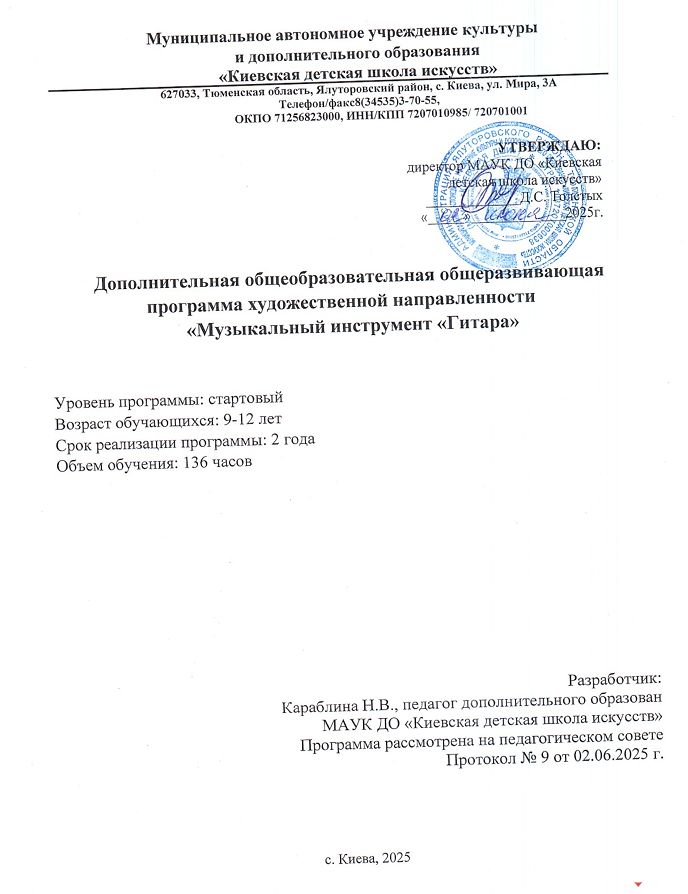 Муниципальное автономное учреждение культуры
и дополнительного образования
«Киевская детская школа искусств»
627033, Тюменская область, Ялуторовский район, с. Киева, ул. Мира, 3А
Телефон/факс8(34535)3-70-55,
ОКПО 71256823000, ИНН/КПП 7207010985/ 720701001
УТВЕРЖДАЮ:
директор МАУК ДО «Киевская
детская школа искусств»
Д.С. Толстых
« » 2025г.
Дополнительная общеобразовательная общеразвивающая
программа художественной направленности
«Музыкальный инструмент «Гитара»
Уровень программы: стартовый
Возраст обучающихся: 9-12 лет
Срок реализации программы: 2 года
Объем обучения: 136 часов
Разработчик:
Караблина Н.В., педагог дополнительного образован
МАУК ДО «Киевская детская школа искусств»
Программа рассмотрена на педагогическом совете
Протокол № 9 от 02.06.2025 г.
с. Киева, 2025